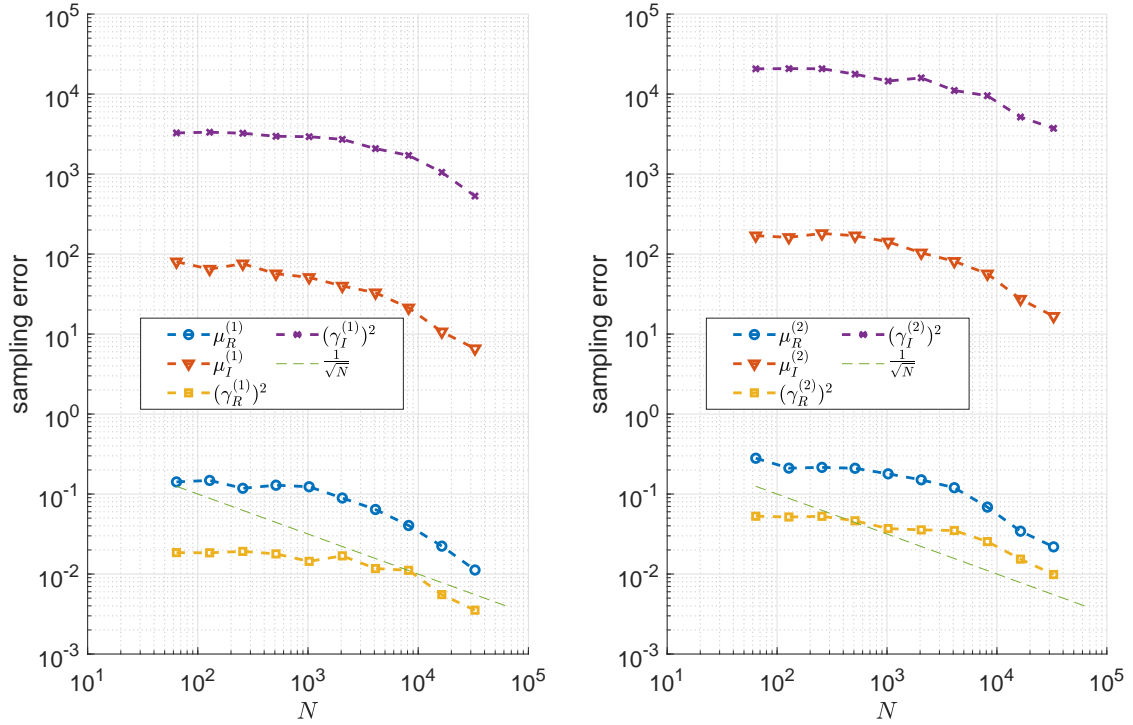 10^5
10^4
10^3
10^2
10^1
10^0
10^-1
10^-2
10^-3
sampling error
10^1 10^2 10^3 10^4 10^5
N
μ_R^(1) (γ_I^(1))^2
μ_I^(1) 1/√N
(γ_R^(1))^2
10^5
10^4
10^3
10^2
10^1
10^0
10^-1
10^-2
10^-3
sampling error
10^1 10^2 10^3 10^4 10^5
N
μ_R^(2) (γ_I^(2))^2
μ_I^(2) 1/√N
(γ_R^(2))^2